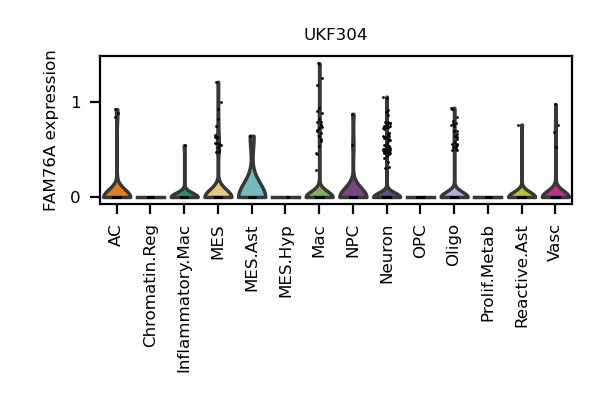 UKF304
FAM76A expression
1
0
AC
Chromatin.Reg
Inflammatory.Mac
MES
MES.Ast
MES.Hyp
Mac
NPC
Neuron
OPC
Oligo
Prolif.Metab
Reactive.Ast
Vasc